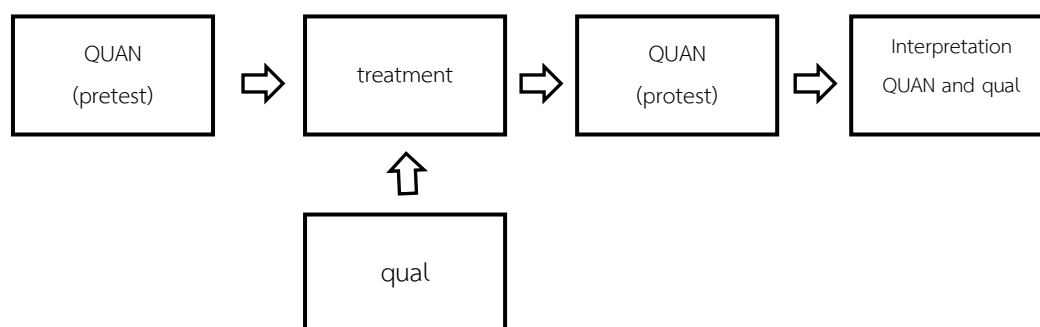 QUAN
(pretest)
treatment
QUAN
(protest)
Interpretation
QUAN and qual
qual